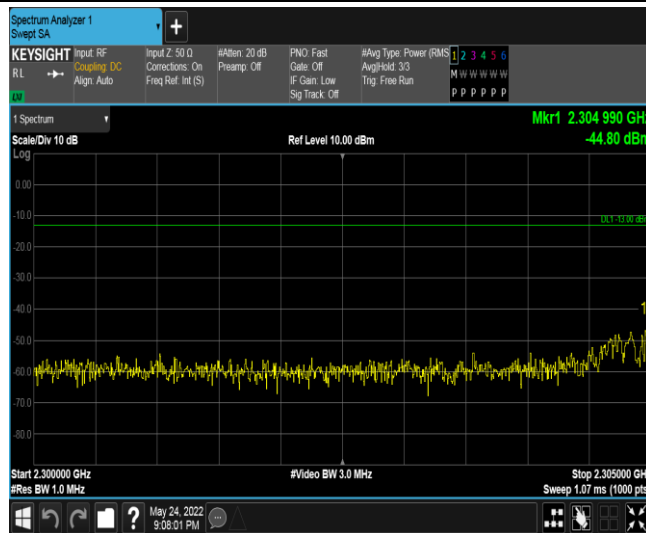 Spectrum Analyzer 1
Swept SA
+
KEYSIGHT Input: RF Input Z: 50 Ω #Atten: 20 dB PNO: Fast #Avg Type: Power (RMS 1 2 3 4 5 6
RL Coupling: DC Corrections: On Preamp: Off Gate: Off Avg|Hold: 3/3 M W W W W W
Align: Auto Freq Ref: Int (S) IF Gain: Low Trig: Free Run
Sig Track: Off P P P P P P
1 Spectrum
Mkr1 2.304 990 GHz
Scale/Div 10 dB Ref Level 10.00 dBm -44.80 dBm
Log
0.00
-10.0
DL1 -13.00 dBm
-20.0
-30.0
-40.0
1
-50.0
-60.0
-70.0
-80.0
Start 2.300000 GHz #Video BW 3.0 MHz Stop 2.305000 GHz
#Res BW 1.0 MHz Sweep 1.07 ms (1000 pts
? May 24, 2022
9:08:01 PM